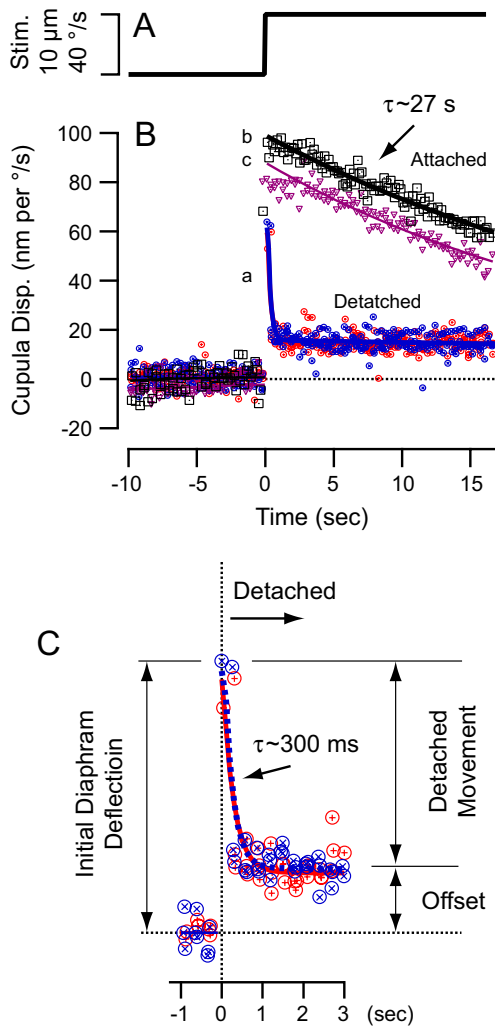 A
Stim.
10 μm
40 °/s
B
τ~27 s
Attached
b
c
a
Detatched
Cupula Disp. (nm per °/s)
100
80
60
40
20
0
-20
-10
-5
0
5
10
15
Time (sec)
C
Detached
τ~300 ms
Initial Diaphram
Deflectioin
Detached
Movement
Offset
-1
0
1
2
3
(sec)